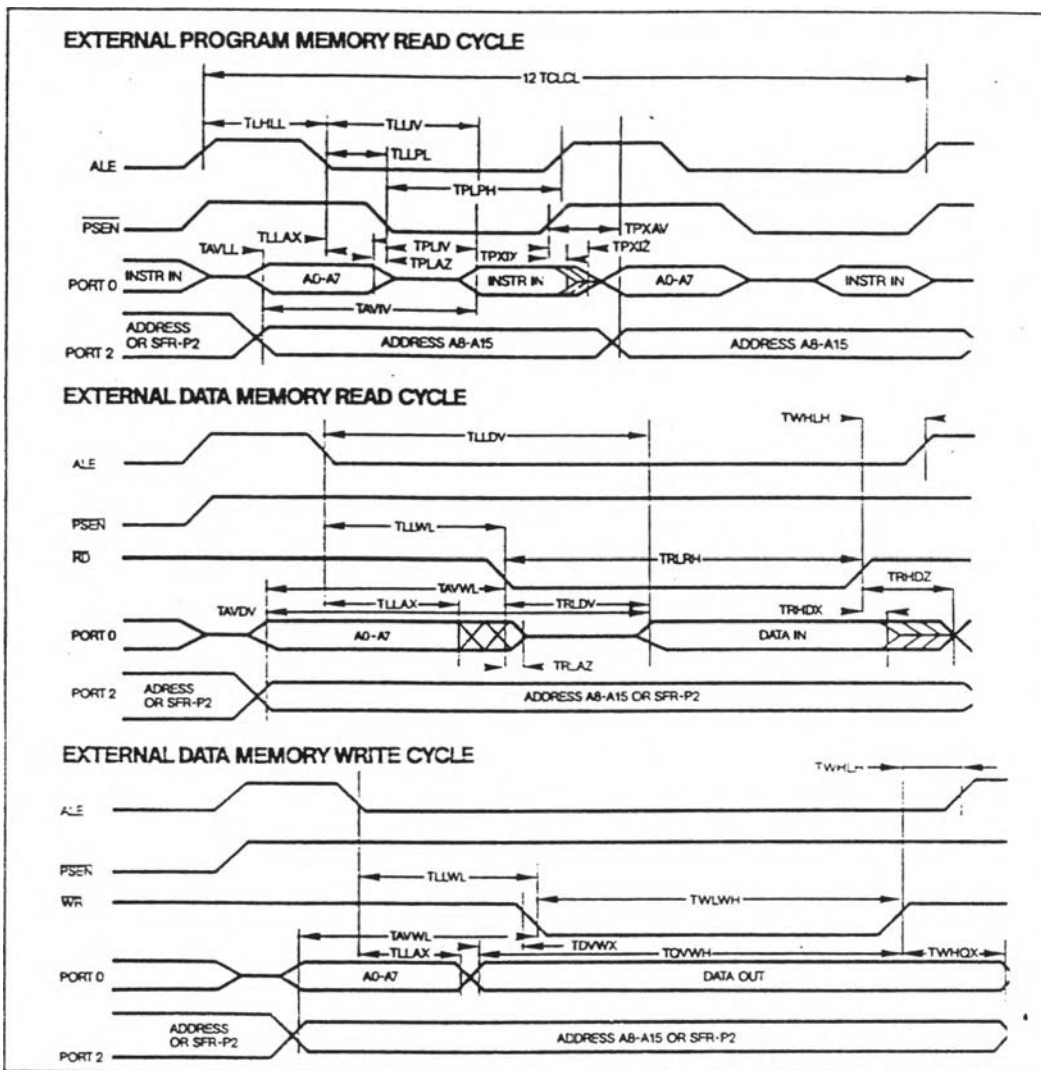 EXTERNAL PROGRAM MEMORY READ CYCLE
12 TCLCL
TLHLL
TLLIV
TLLPL
ALE
TPLPH
PSEN
TLLAX
TPLIV
TPXAV
TAVLL
TPLAZ
TPXIX
TPXIZ
PORT 0
INSTR IN
A0-A7
INSTR IN
A0-A7
INSTR IN
TAVIV
ADDRESS
OR SFR-P2
PORT 2
ADDRESS A8-A15
ADDRESS A8-A15
EXTERNAL DATA MEMORY READ CYCLE
TWHLH
TLLDV
ALE
PSEN
TLLWL
RD
TRLRH
TAVWL
TRHDZ
TAVDV
TLLAX
TRLDV
TRHDX
PORT 0
A0-A7
DATA IN
TRLAZ
PORT 2
ADRESS
OR SFR-P2
ADDRESS A8-A15 OR SFR-P2
EXTERNAL DATA MEMORY WRITE CYCLE
TWHLH
ALE
PSEN
TLLWL
WR
TWLWH
TAVWL
TDVWX
TLLAX
TQVWH
TWHQX
PORT 0
A0-A7
DATA OUT
ADDRESS
OR SFR-P2
ADDRESS A8-A15 OR SFR-P2
PORT 2